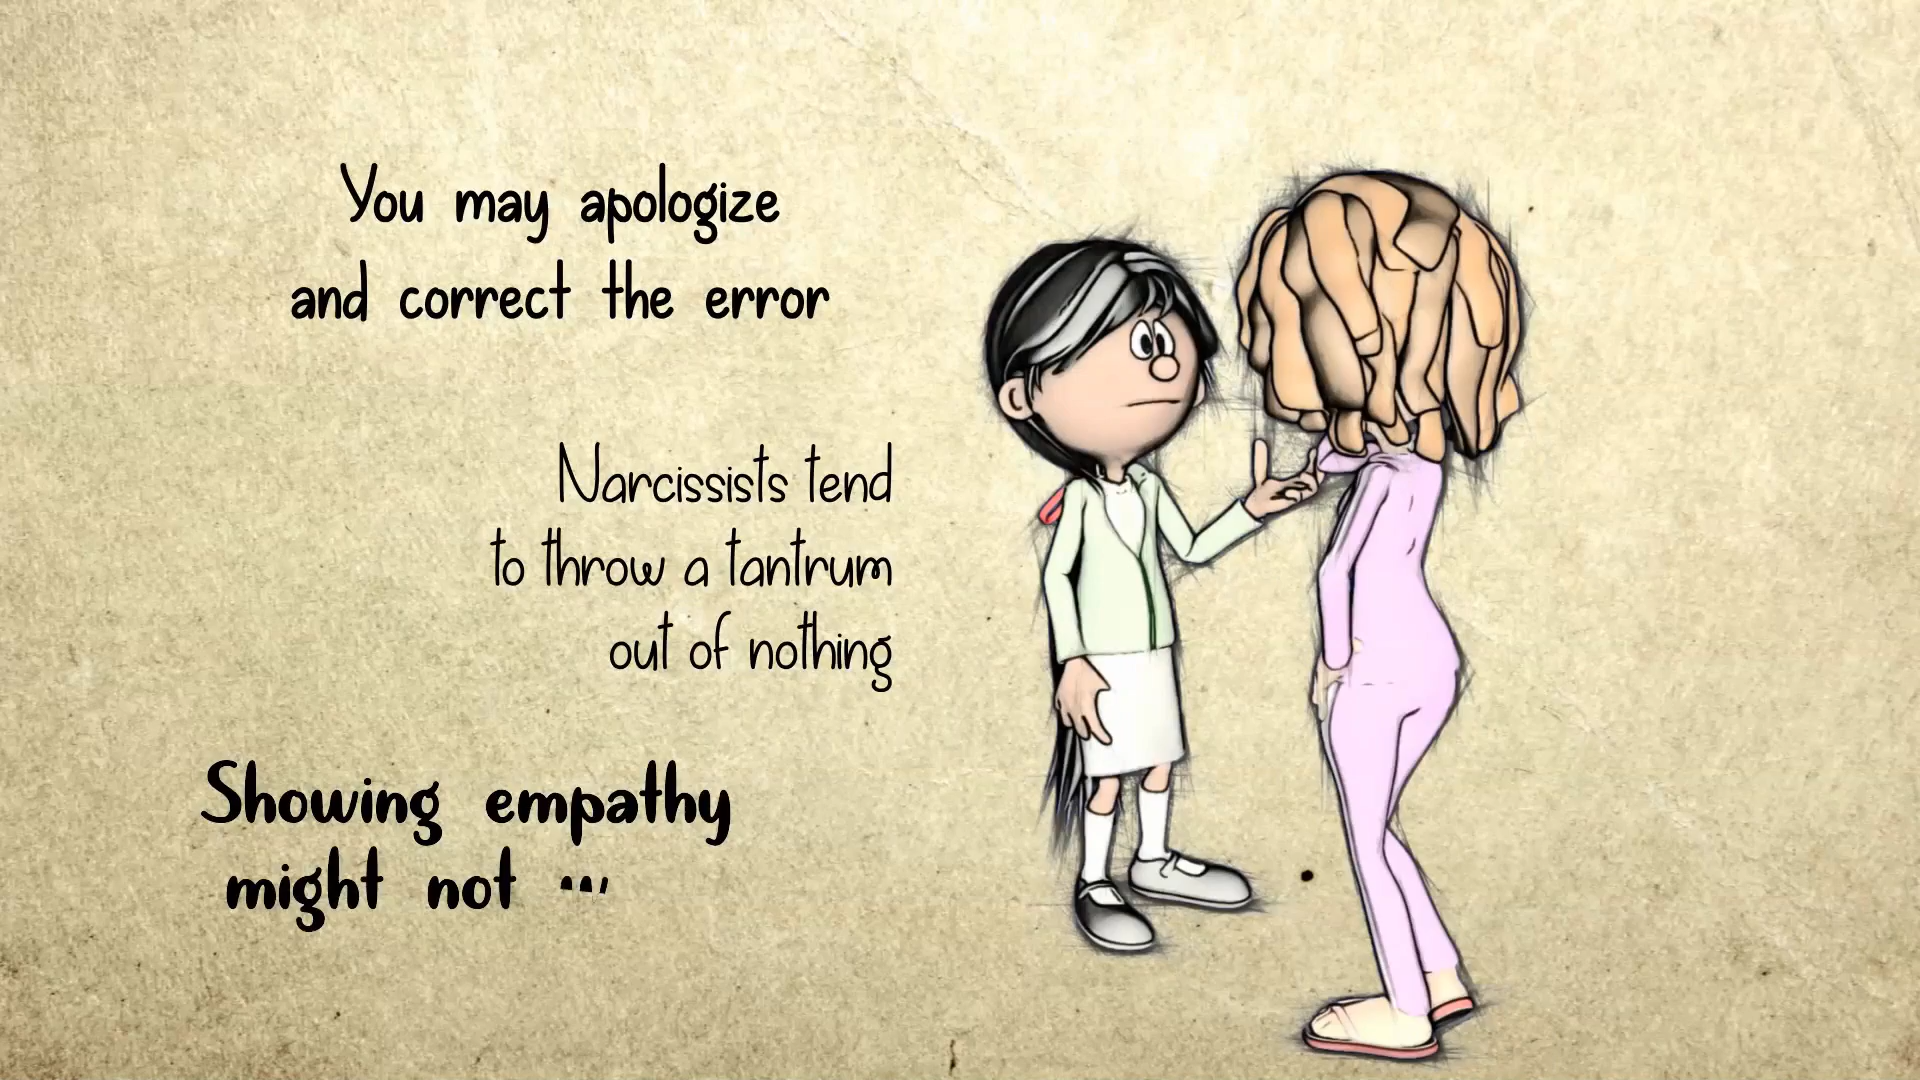 You may apologize
and correct the error
Narcissists tend
to throw a tantrum
out of nothing
Showing empathy
might not ...